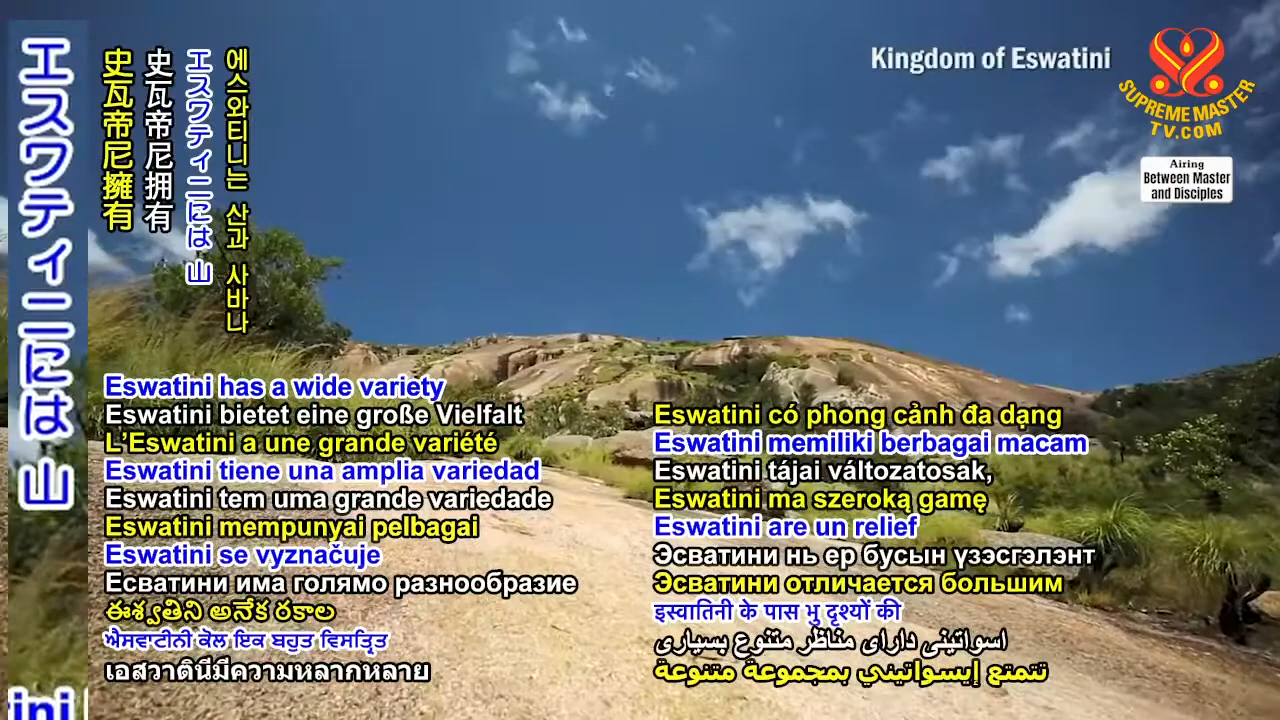 エスワティニには 山
史瓦帝尼擁有
史瓦帝尼拥有
エスワティニには 山
에스와티니는 산과 사바나
Kingdom of Eswatini
SUPREME MASTER
TV.COM
Airing
Between Master
and Disciples
Eswatini has a wide variety
Eswatini bietet eine große Vielfalt
L’Eswatini a une grande variété
Eswatini tiene una amplia variedad
Eswatini tem uma grande variedade
Eswatini mempunyai pelbagai
Eswatini se vyznačuje
Есватини има голямо разнообразие
ఈశ్వతిని అనేక రకాల
ਐਸਵਾਟੀਨੀ ਕੋਲ ਇਕ ਬਹੁਤ ਵਿਸਤ੍ਰਿਤ
เอสวาตินีมีความหลากหลาย
Eswatini có phong cảnh đa dạng
Eswatini memiliki berbagai macam
Eswatini tájai változatosak,
Eswatini ma szeroką gamę
Eswatini are un relief
Эсватини нь ер бусын үзэсгэлэнт
Эсватини отличается большим
इस्वातिनी के पास भु दृश्यों की
اسواتینی دارای مناظر متنوع بسیاری
تتمتع إيسواتيني بمجموعة متنوعة
ini